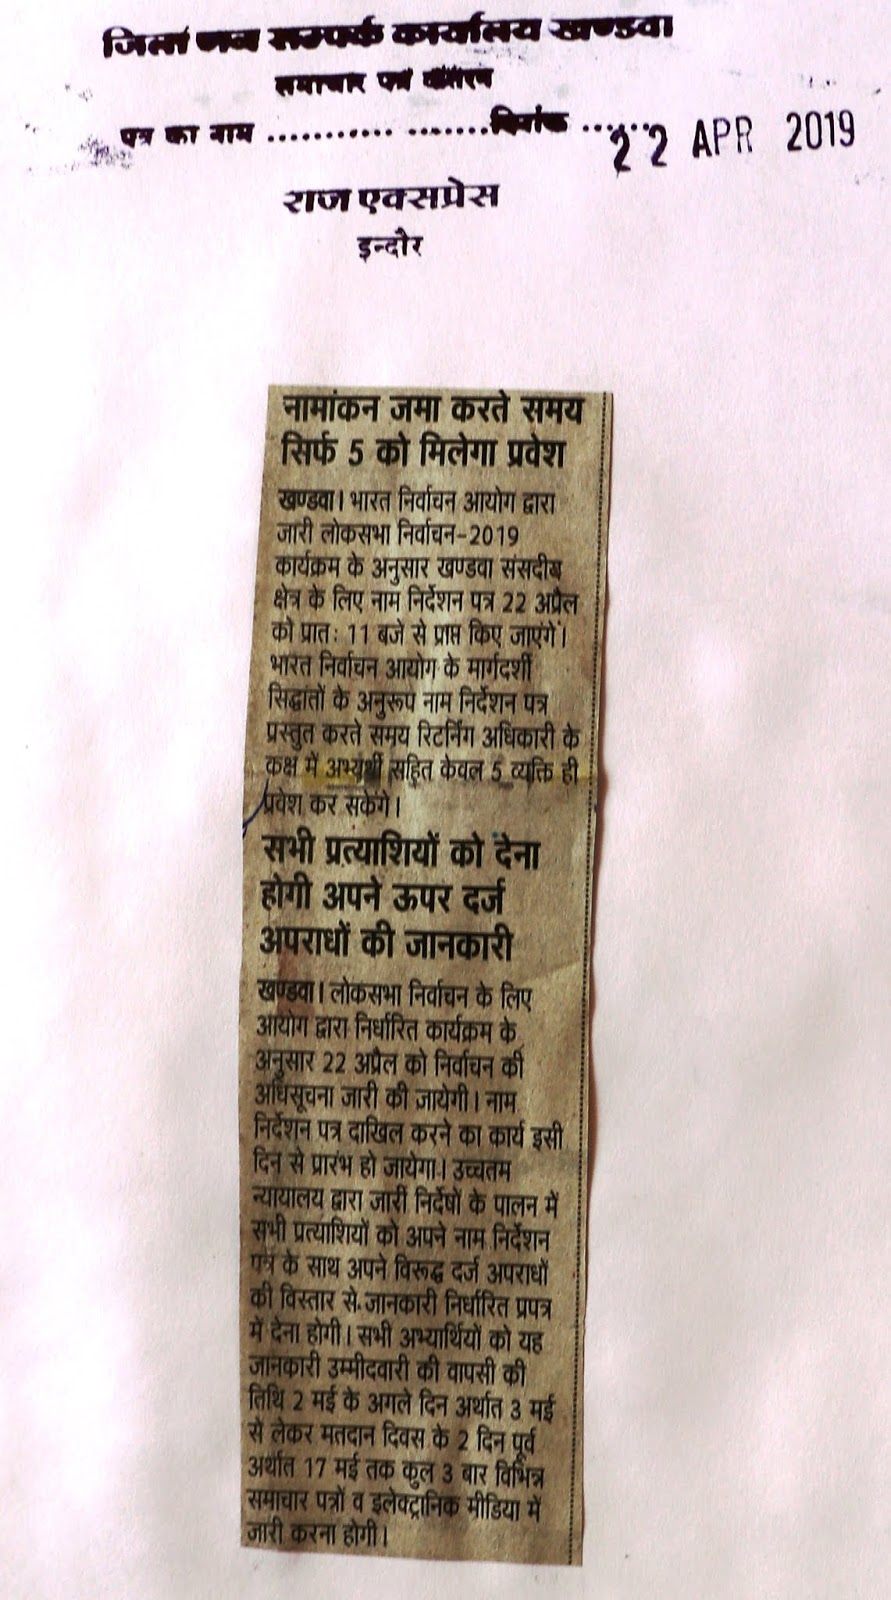 जिला जन सम्पर्क कार्यालय खण्डवा
समाचार पत्र कतरन
पत्र का नाम ............ .......दिनांक .......22 APR 2019
राज एक्सप्रेस
इन्दौर
नामांकन जमा करते समय
सिर्फ 5 को मिलेगा प्रवेश
खण्डवा। भारत निर्वाचन आयोग द्वारा
जारी लोकसभा निर्वाचन-2019
कार्यक्रम के अनुसार खण्डवा संसदीय
क्षेत्र के लिए नाम निर्देशन पत्र 22 अप्रैल
को प्रातः 11 बजे से प्राप्त किए जाएंगे।
भारत निर्वाचन आयोग के मार्गदर्शी
सिद्धातों के अनुरूप नाम निर्देशन पत्र
प्रस्तुत करते समय रिटर्निंग अधिकारी के
कक्ष में अभ्यर्थी सहित केवल 5 व्यक्ति ही
प्रवेश कर सकेंगे।
सभी प्रत्याशियों को देना
होगी अपने ऊपर दर्ज
अपराधों की जानकारी
खण्डवा। लोकसभा निर्वाचन के लिए
आयोग द्वारा निर्धारित कार्यक्रम के
अनुसार 22 अप्रैल को निर्वाचन की
अधिसूचना जारी की जायेगी। नाम
निर्देशन पत्र दाखिल करने का कार्य इसी
दिन से प्रारंभ हो जायेगा। उच्चतम
न्यायालय द्वारा जारी निर्देषों के पालन में
सभी प्रत्याशियों को अपने नाम निर्देशन
पत्र के साथ अपने विरूद्ध दर्ज अपराधों
की विस्तार से जानकारी निर्धारित प्रपत्र
में देना होगी। सभी अभ्यार्थियों को यह
जानकारी उम्मीदवारी की वापसी की
तिथि 2 मई के अगले दिन अर्थात 3 मई
से लेकर मतदान दिवस के 2 दिन पूर्व
अर्थात 17 मई तक कुल 3 बार विभिन्न
समाचार पत्रों व इलेक्ट्रानिक मीडिया में
जारी करना होगी।